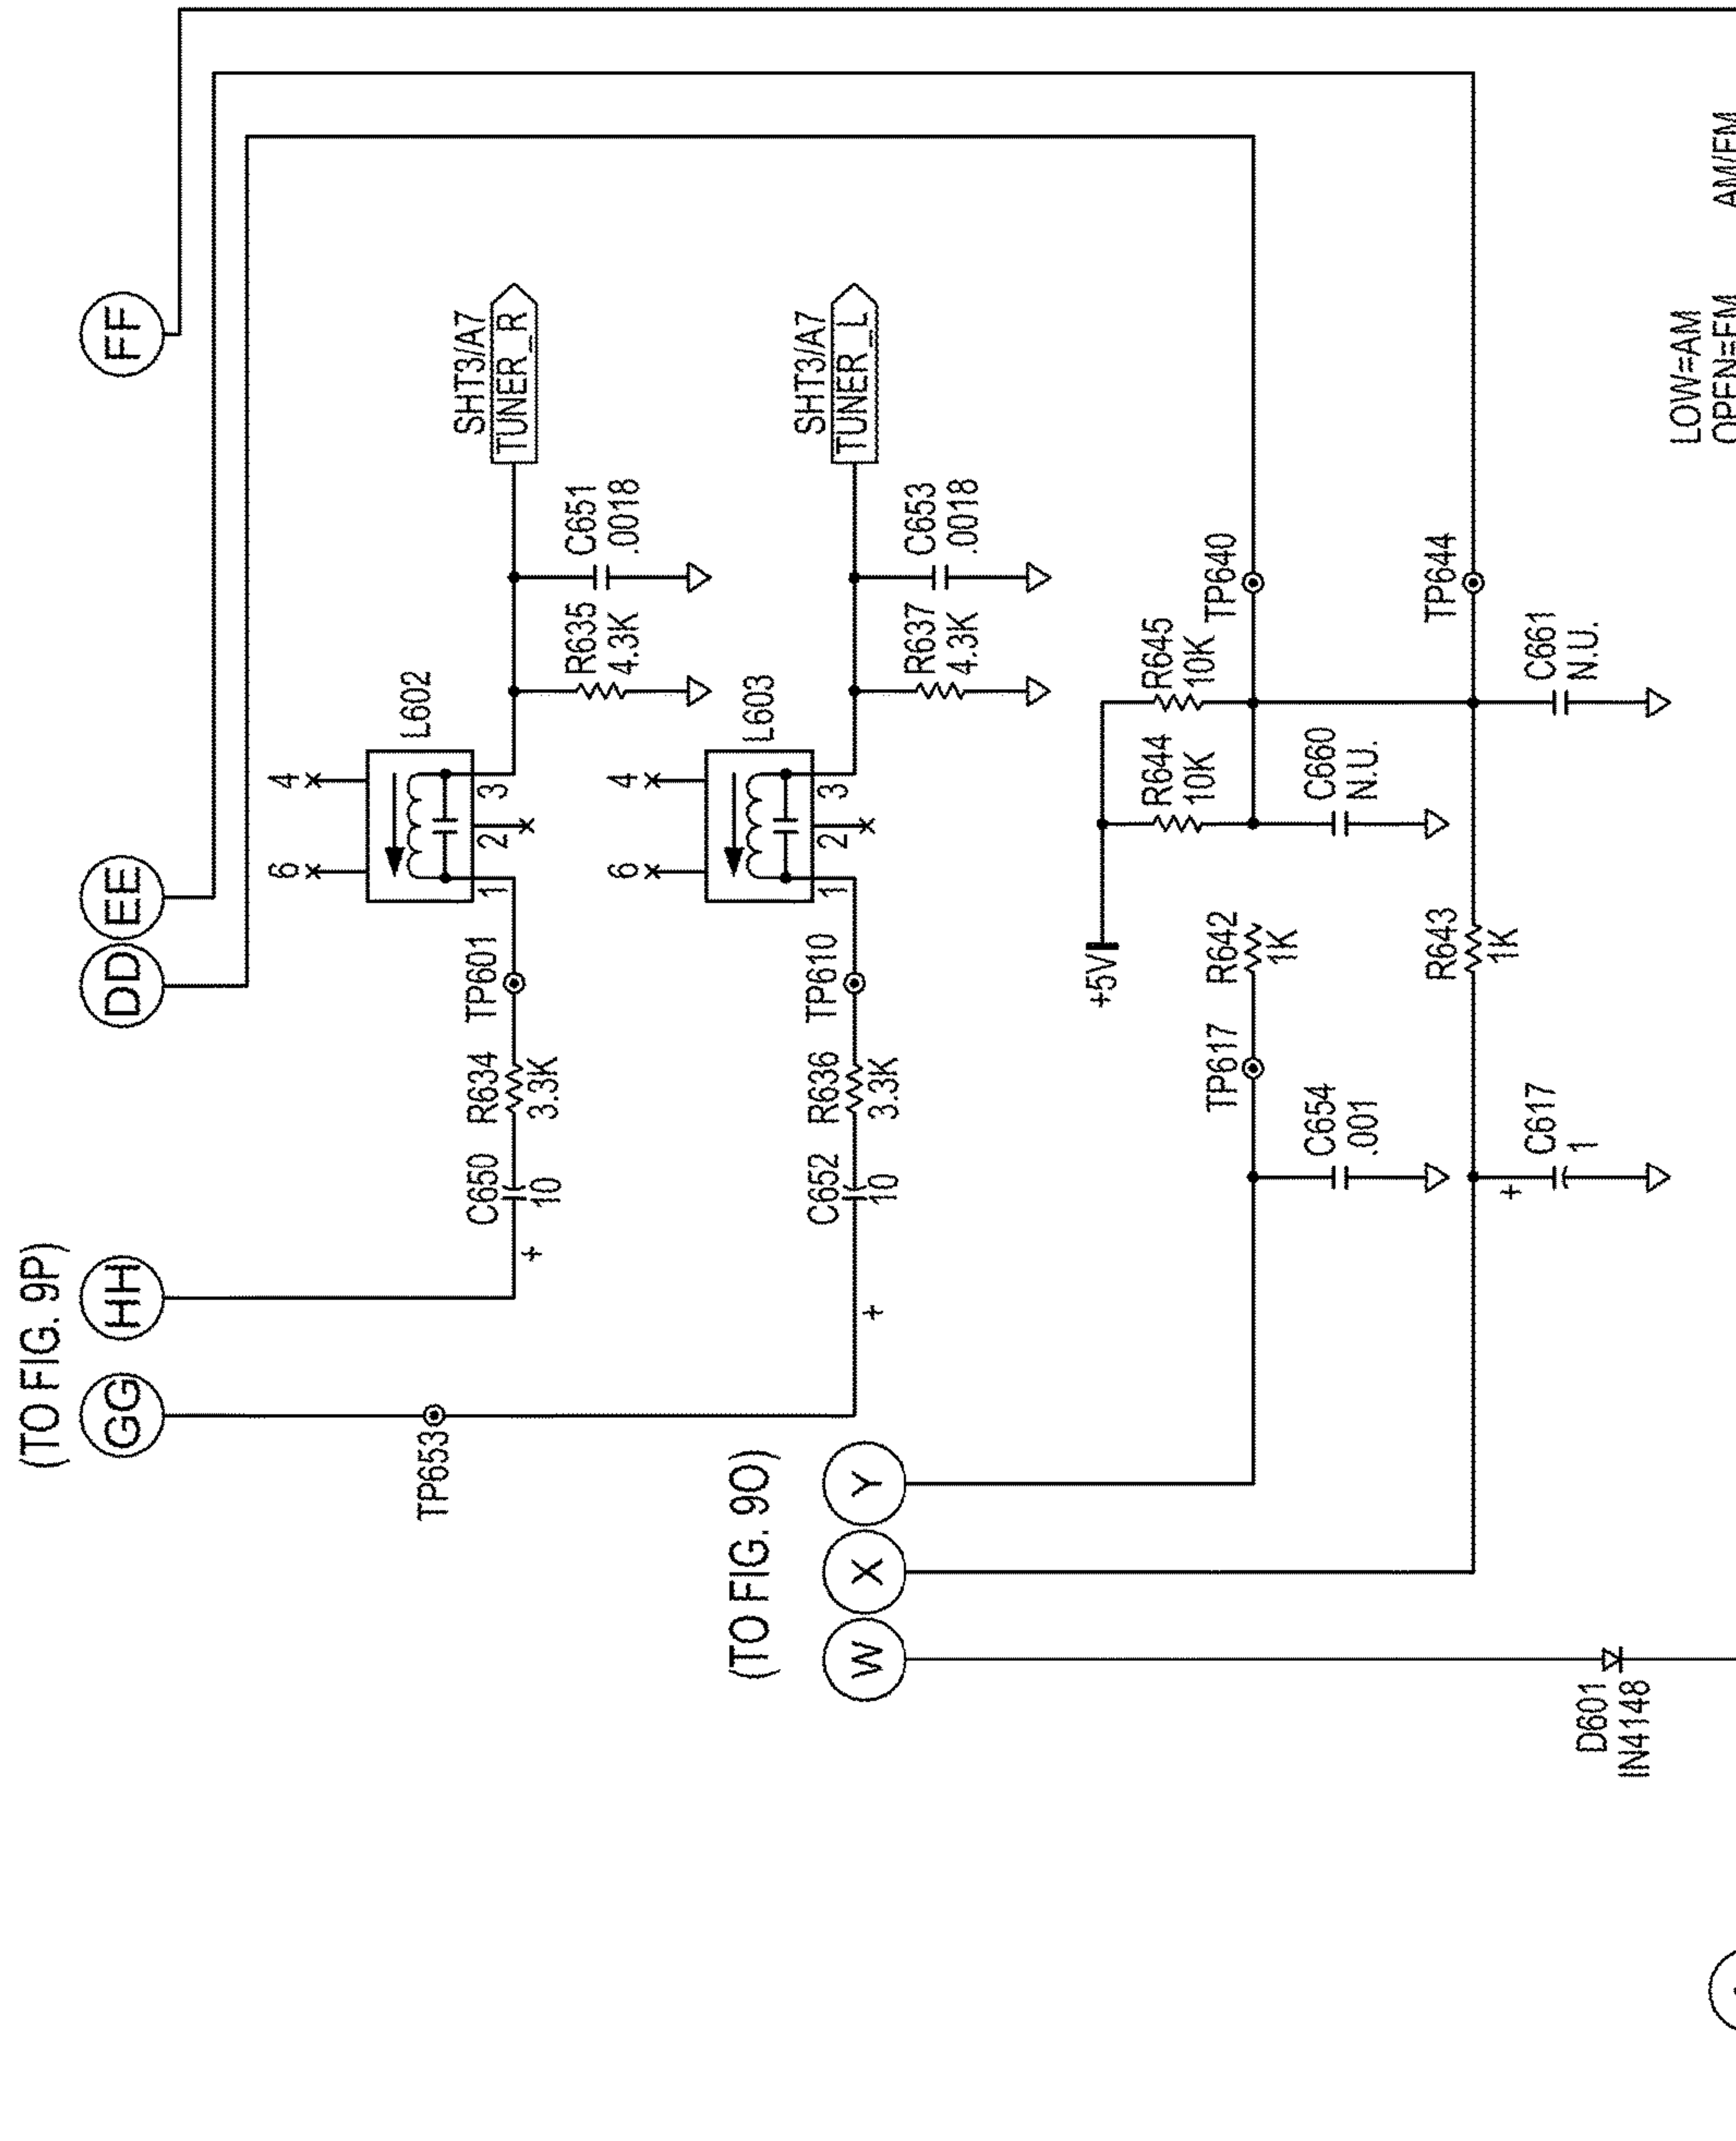 (TO FIG. 9P)
GG
HH
DD
EE
FF
TP653
C650
10
+
R634
3.3K
TP601
6
4
1
2
3
L602
R635
4.3K
C651
.0018
SHT3/A7
TUNER_R
C652
10
+
R636
3.3K
TP610
6
4
1
2
3
L603
R637
4.3K
C653
.0018
SHT3/A7
TUNER_L
(TO FIG. 9O)
W
X
Y
+5V
R644
10K
R645
10K
TP617
R642
1K
TP640
C654
.001
C660
N.U.
R643
1K
TP644
+
C617
1
C661
N.U.
D601
IN4148
LOW=AM
OPEN=FM
AM/FM